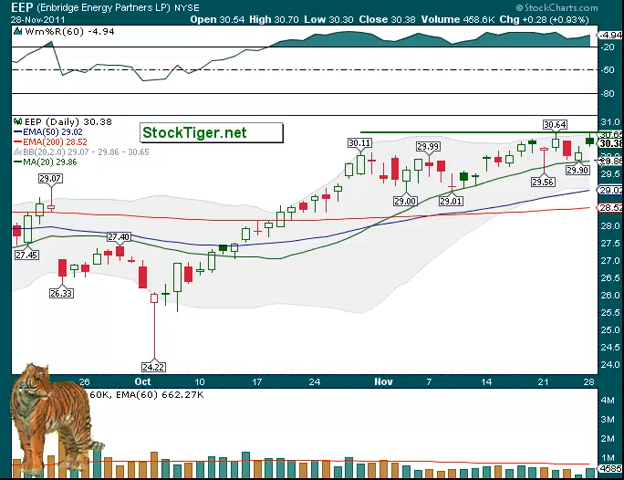 EEP (Enbridge Energy Partners LP) NYSE
© StockCharts.com
28-Nov-2011 Open 30.54 High 30.70 Low 30.30 Close 30.38 Volume 458.6K Chg +0.28 (+0.93%)
Wm%R(60) -4.94
-4.94
-20
-50
-80
EEP (Daily) 30.38
EMA(50) 29.02
EMA(200) 28.52
BB(20,2.0) 29.07 - 29.86 - 30.65
MA(20) 29.86
StockTiger.net
31.0
30.64
30.65
30.11
29.99
30.38
29.86
29.90
29.56
29.5
29.07
29.00
29.01
29.02
28.52
28.0
27.40
27.5
27.45
27.0
26.5
26.33
26.0
25.5
25.0
24.5
24.22
24.0
26 Oct 10 17 24 Nov 7 14 21 28
60K, EMA(60) 662.27K
4M
3M
2M
1M
4585